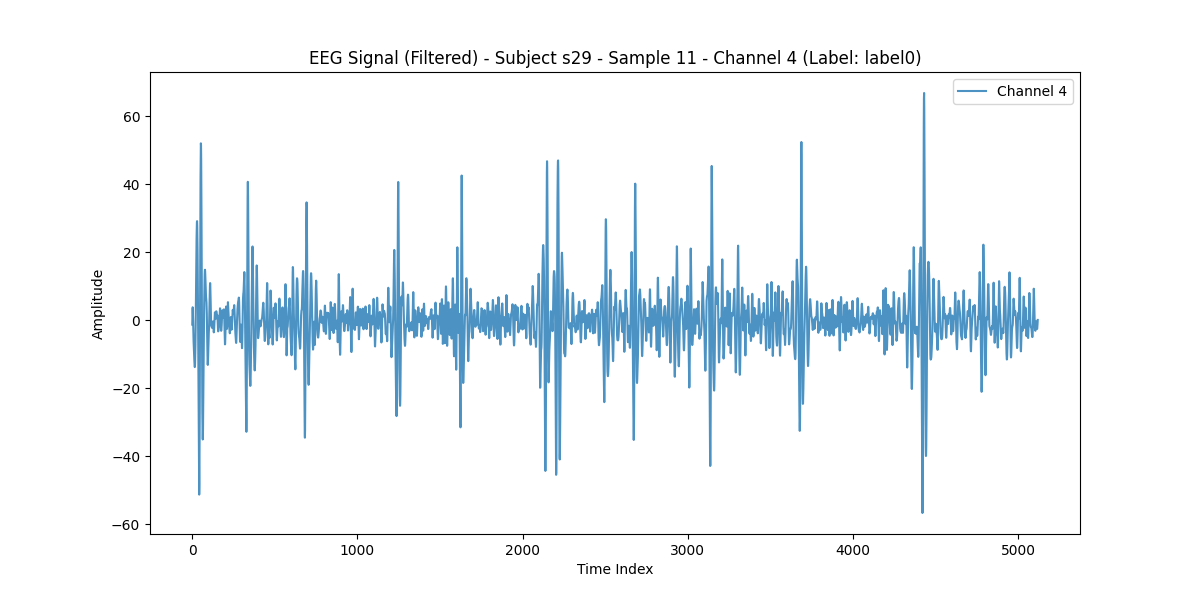 EEG Signal (Filtered) - Subject s29 - Sample 11 - Channel 4 (Label: label0)
Channel 4
Amplitude
60
40
20
0
−20
−40
−60
0 1000 2000 3000 4000 5000
Time Index